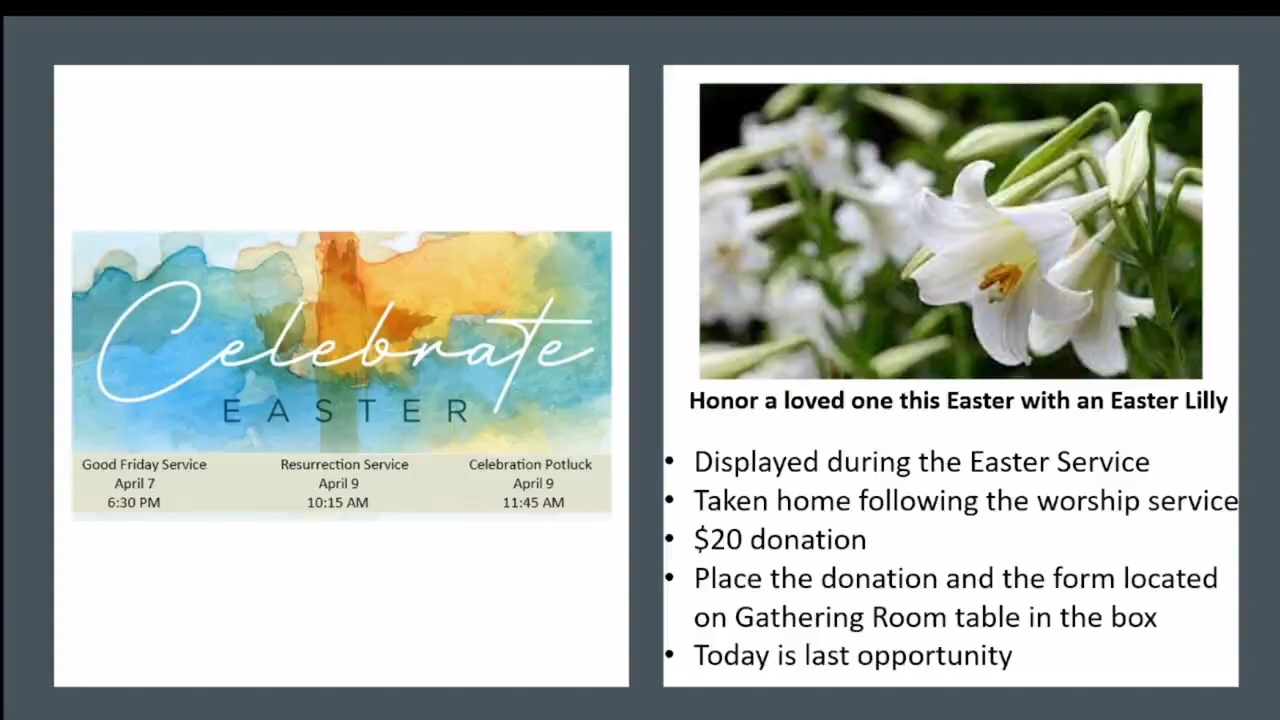 Celebrate
EASTER
Good Friday Service
April 7
6:30 PM
Resurrection Service
April 9
10:15 AM
Celebration Potluck
April 9
11:45 AM
Honor a loved one this Easter with an Easter Lilly
• Displayed during the Easter Service
• Taken home following the worship service
• $20 donation
• Place the donation and the form located
on Gathering Room table in the box
• Today is last opportunity